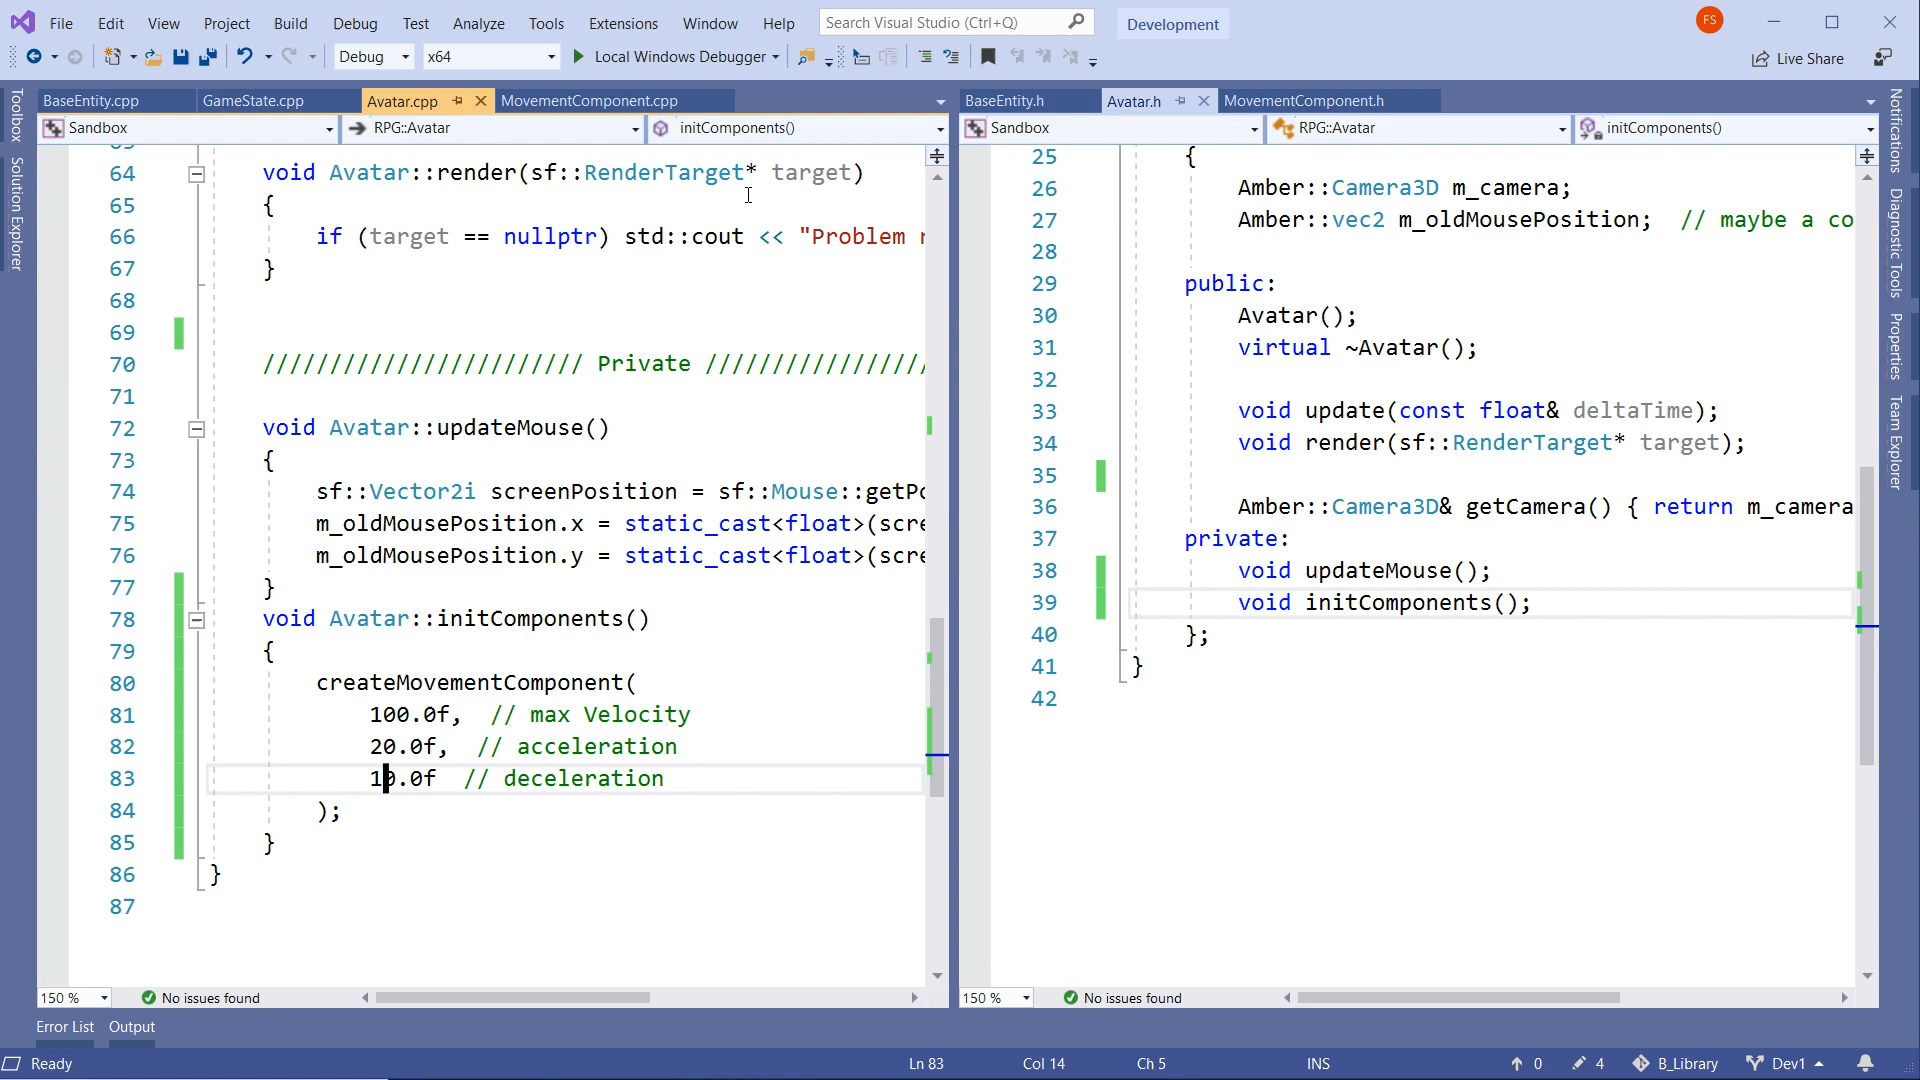 File Edit View Project Build Debug Test Analyze Tools Extensions Window Help Search Visual Studio (Ctrl+Q) Development FS
Debug x64 Local Windows Debugger Live Share
BaseEntity.cpp GameState.cpp Avatar.cpp MovementComponent.cpp
Sandbox RPG::Avatar initComponents()
64 void Avatar::render(sf::RenderTarget* target)
65 {
66 if (target == nullptr) std::cout << "Problem
67 }
68
69
70 //////////////////////// Private /////////////////
71
72 void Avatar::updateMouse()
73 {
74 sf::Vector2i screenPosition = sf::Mouse::getPo
75 m_oldMousePosition.x = static_cast<float>(scre
76 m_oldMousePosition.y = static_cast<float>(scre
77 }
78 void Avatar::initComponents()
79 {
80 createMovementComponent(
81 100.0f, // max Velocity
82 20.0f, // acceleration
83 10.0f // deceleration
84 );
85 }
86 }
87
150 % No issues found
BaseEntity.h Avatar.h MovementComponent.h
Sandbox RPG::Avatar initComponents()
25 {
26 Amber::Camera3D m_camera;
27 Amber::vec2 m_oldMousePosition; // maybe a co
28
29 public:
30 Avatar();
31 virtual ~Avatar();
32
33 void update(const float& deltaTime);
34 void render(sf::RenderTarget* target);
35
36 Amber::Camera3D& getCamera() { return m_camera
37 private:
38 void updateMouse();
39 void initComponents();
40 };
41 }
42
150 % No issues found
Toolbox
Solution Explorer
Notifications
Diagnostic Tools
Properties
Team Explorer
Error List Output
Ready Ln 83 Col 14 Ch 5 INS 0 4 B_Library Dev1